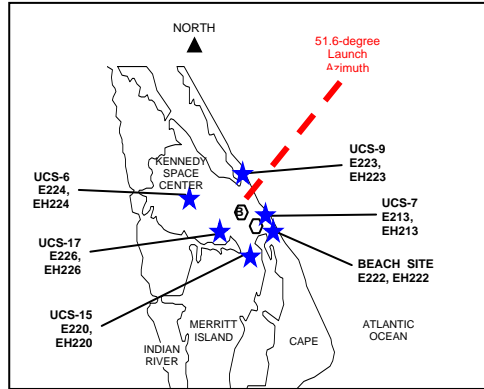 NORTH
51.6-degree
Launch
Azimuth
UCS-9
E223,
EH223
KENNEDY
SPACE
CENTER
UCS-6
E224,
EH224
B
UCS-7
E213,
EH213
UCS-17
E226,
EH226
BEACH SITE
E222, EH222
UCS-15
E220,
EH220
MERRITT
ISLAND
ATLANTIC
OCEAN
CAPE
INDIAN
RIVER